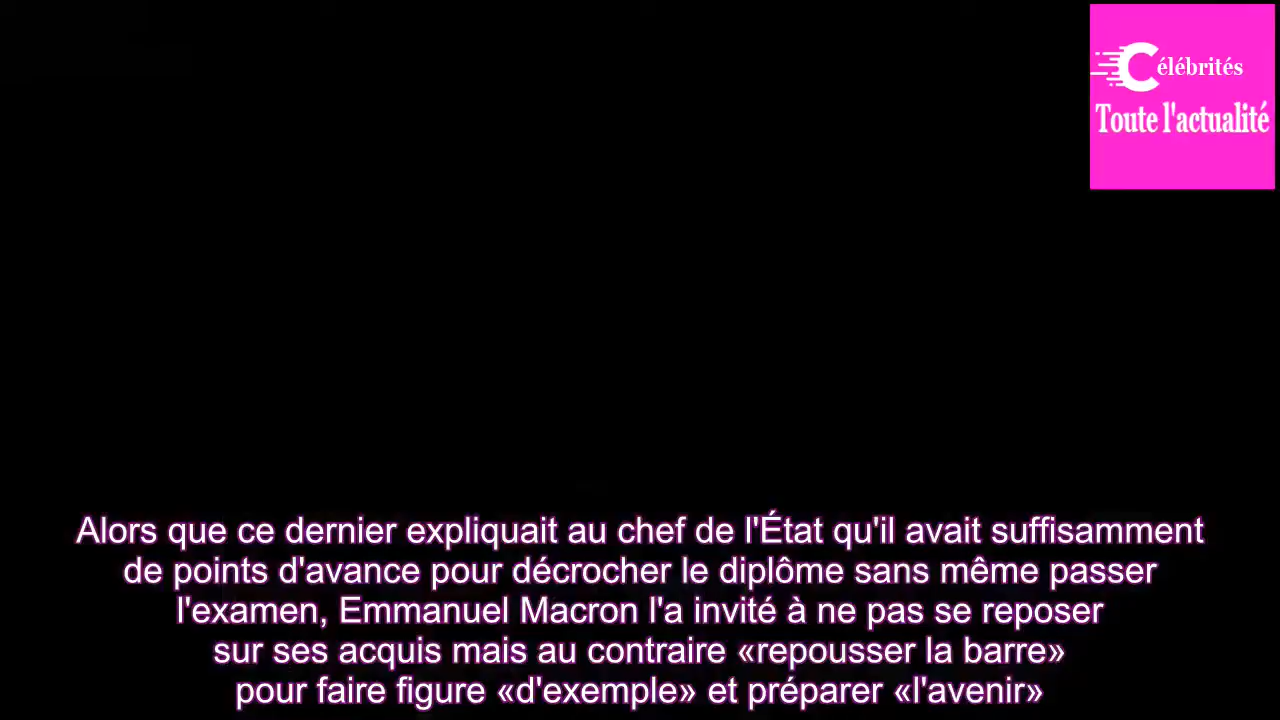 Célébrités
Toute l'actualité
Alors que ce dernier expliquait au chef de l'État qu'il avait suffisamment
de points d'avance pour décrocher le diplôme sans même passer
l'examen, Emmanuel Macron l'a invité à ne pas se reposer
sur ses acquis mais au contraire «repousser la barre»
pour faire figure «d'exemple» et préparer «l'avenir»